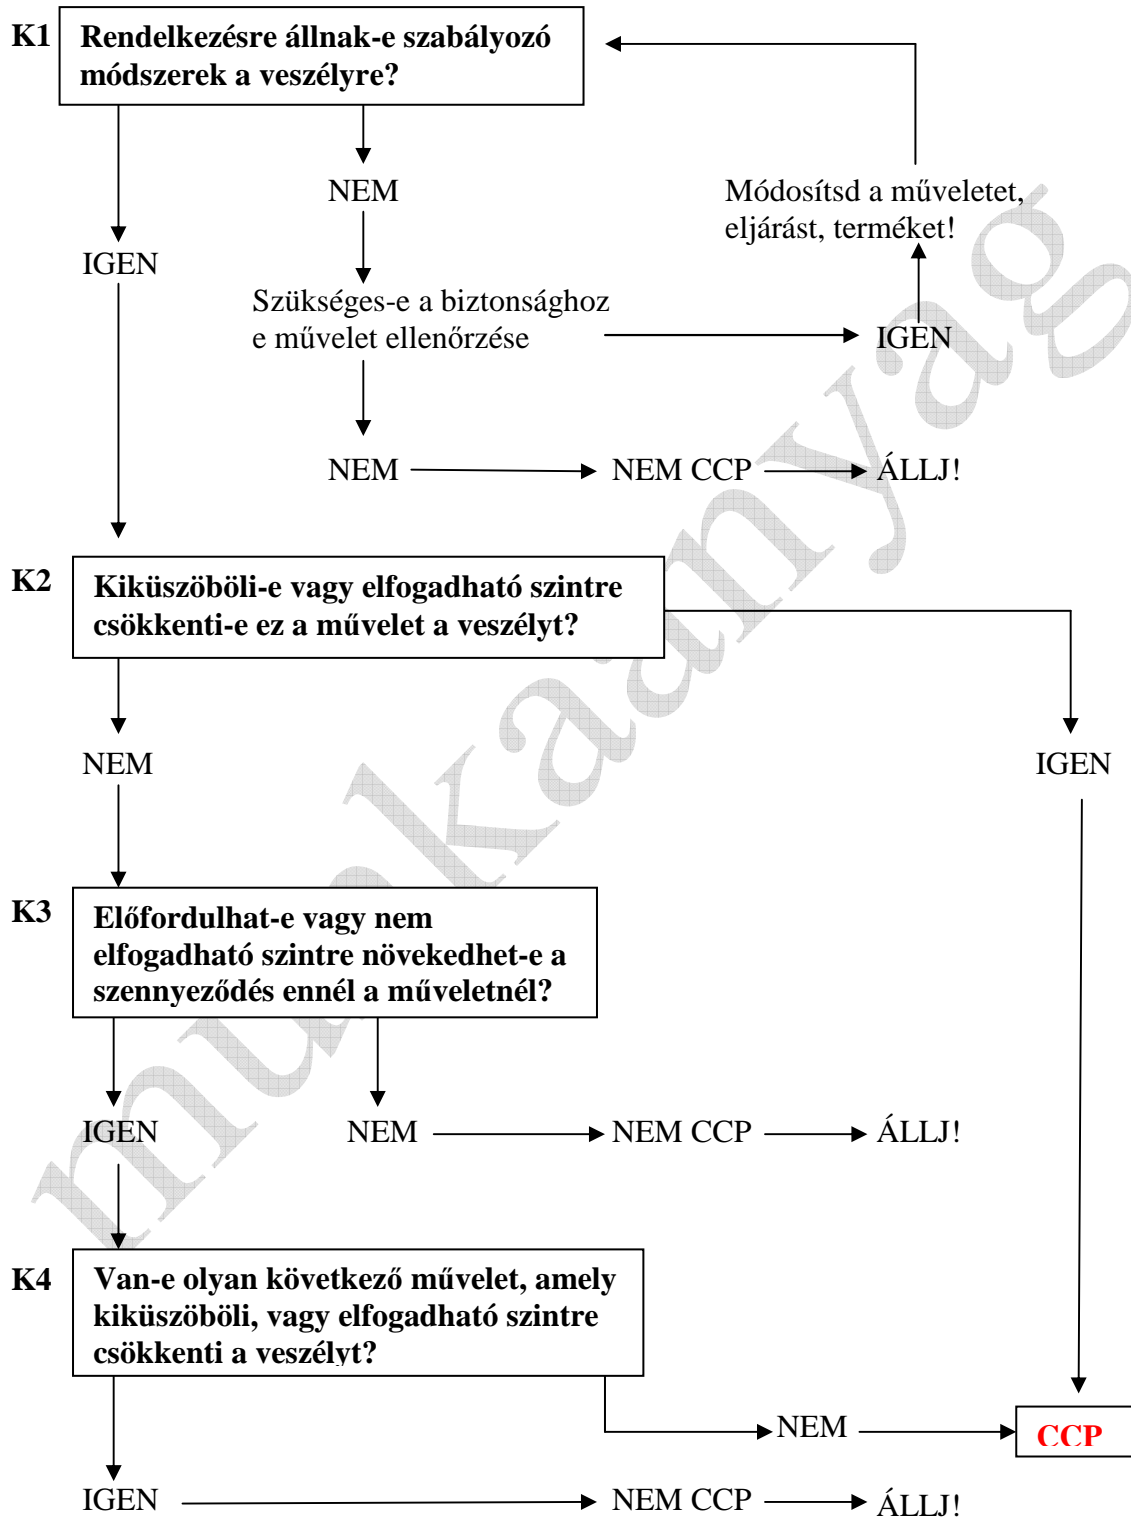 K1
Rendelkezésre állnak-e szabályozó
módszerek a veszélyre?
NEM
Módosítsd a műveletet,
eljárást, terméket!
IGEN
Szükséges-e a biztonsághoz
e művelet ellenőrzése
IGEN
NEM
NEM CCP
ÁLLJ!
K2
Kiküszöböli-e vagy elfogadható szintre
csökkenti-e ez a művelet a veszélyt?
NEM
IGEN
K3
Előfordulhat-e vagy nem
elfogadható szintre növekedhet-e a
szennyeződés ennél a műveletnél?
IGEN
NEM
NEM CCP
ÁLLJ!
K4
Van-e olyan következő művelet, amely
kiküszöböli, vagy elfogadható szintre
csökkenti a veszélyt?
NEM
CCP
IGEN
NEM CCP
ÁLLJ!
munkaanyag